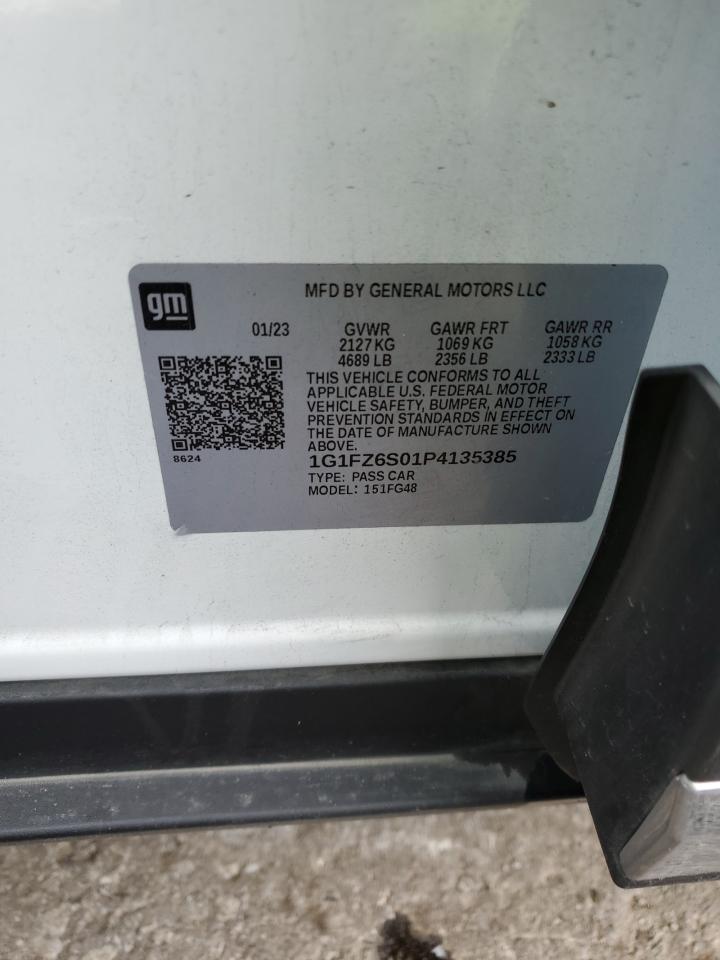 gm
MFD BY GENERAL MOTORS LLC
01/23 GVWR GAWR FRT GAWR RR
2127 KG 1069 KG 1058 KG
4689 LB 2356 LB 2333 LB
THIS VEHICLE CONFORMS TO ALL
APPLICABLE U.S. FEDERAL MOTOR
VEHICLE SAFETY, BUMPER, AND THEFT
PREVENTION STANDARDS IN EFFECT ON
THE DATE OF MANUFACTURE SHOWN
ABOVE.
8624
1G1FZ6S01P4135385
TYPE: PASS CAR
MODEL: 151FG48